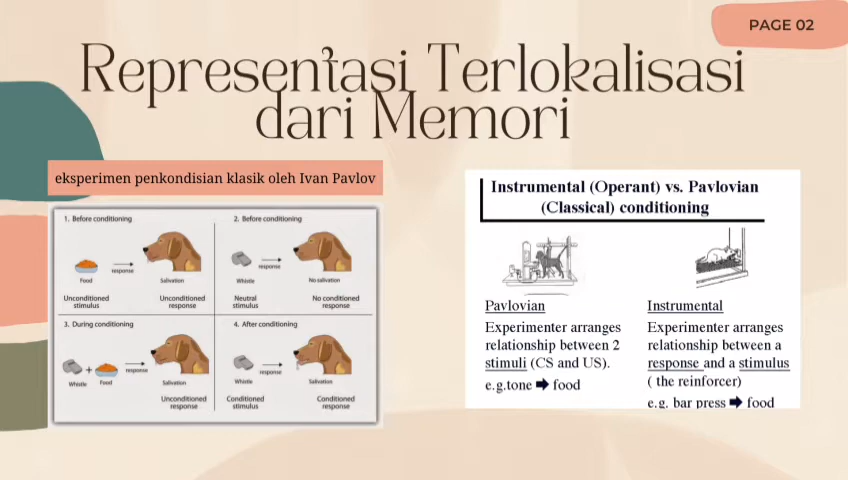 PAGE 02
Representasi Terlokalisasi
dari Memori
eksperimen penkondisian klasik oleh Ivan Pavlov
1. Before conditioning
Food
response
Salivation
Unconditioned
stimulus
Unconditioned
response
2. Before conditioning
Whistle
response
No salivation
Neutral
stimulus
No conditioned
response
3. During conditioning
Whistle
+
Food
response
Salivation
Unconditioned
response
4. After conditioning
Whistle
response
Salivation
Conditioned
stimulus
Conditioned
response
Instrumental (Operant) vs. Pavlovian
(Classical) conditioning
Pavlovian
Experimenter arranges
relationship between 2
stimuli (CS and US).
e.g.tone ➡ food
Instrumental
Experimenter arranges
relationship between a
response and a stimulus
( the reinforcer)
e.g. bar press ➡ food